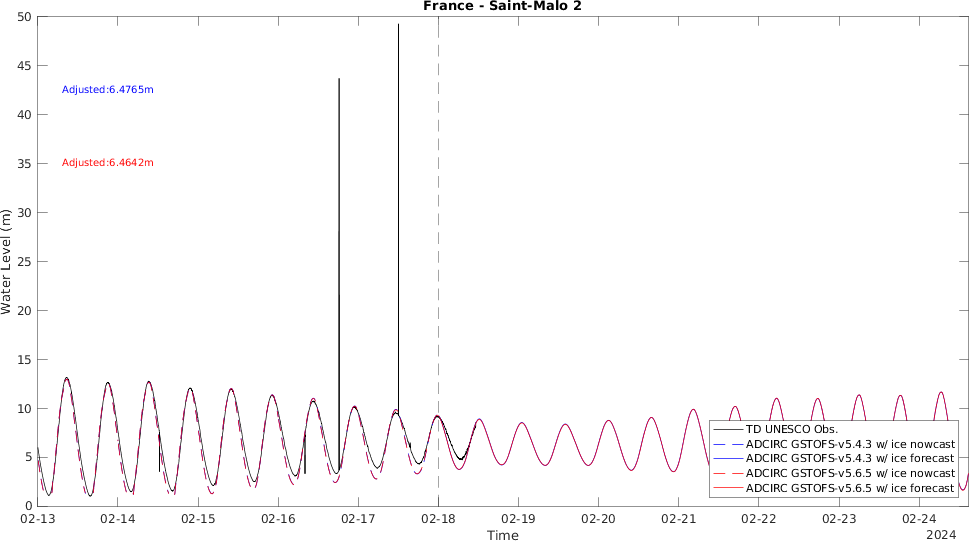 France - Saint-Malo 2
50
45
40
35
30
25
20
15
10
5
0
Water Level (m)
Adjusted:6.4765m
Adjusted:6.4642m
TD UNESCO Obs.
ADCIRC GSTOFS-v5.4.3 w/ ice nowcast
ADCIRC GSTOFS-v5.4.3 w/ ice forecast
ADCIRC GSTOFS-v5.6.5 w/ ice nowcast
ADCIRC GSTOFS-v5.6.5 w/ ice forecast
02-13 02-14 02-15 02-16 02-17 02-18 02-19 02-20 02-21 02-22 02-23 02-24
2024
Time